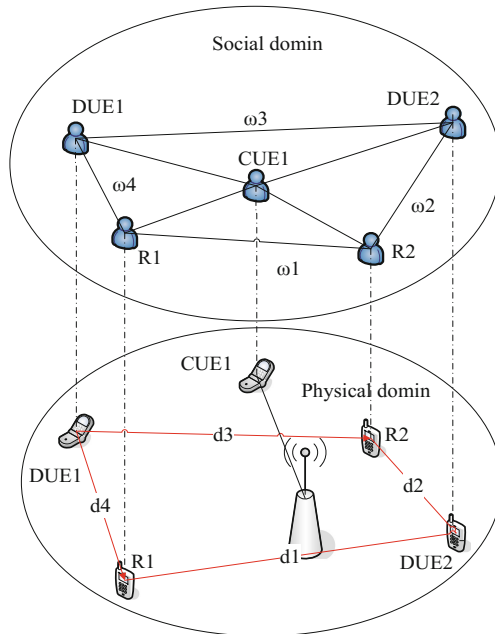 Social domin
DUE1
DUE2
ω3
CUE1
ω4
ω2
R1
R2
ω1
CUE1
Physical domin
d3
R2
DUE1
d4
d2
R1
d1
DUE2